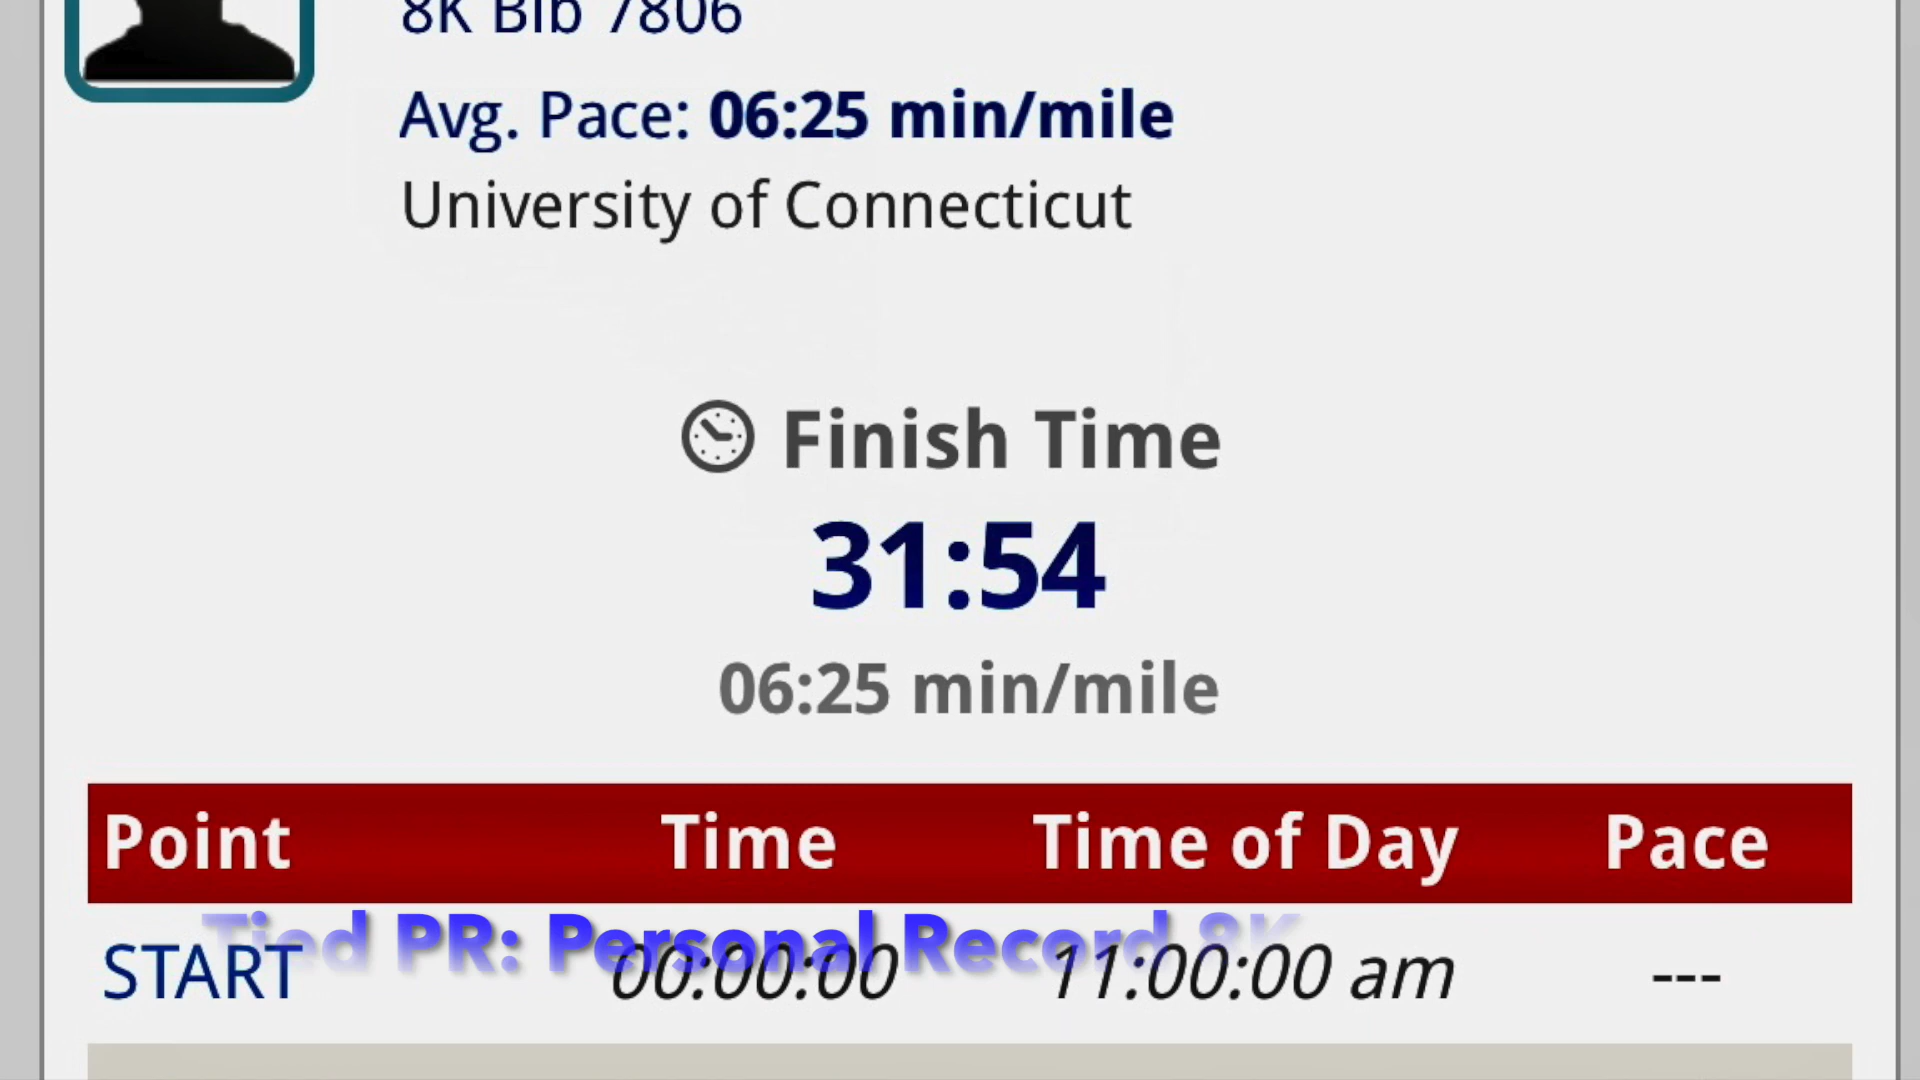 8K Bib 7806
Avg. Pace: 06:25 min/mile
University of Connecticut
Finish Time
31:54
06:25 min/mile
Point Time Time of Day Pace
Tied PR: Personal Record 8K
START 00:00:00 11:00:00 am ---